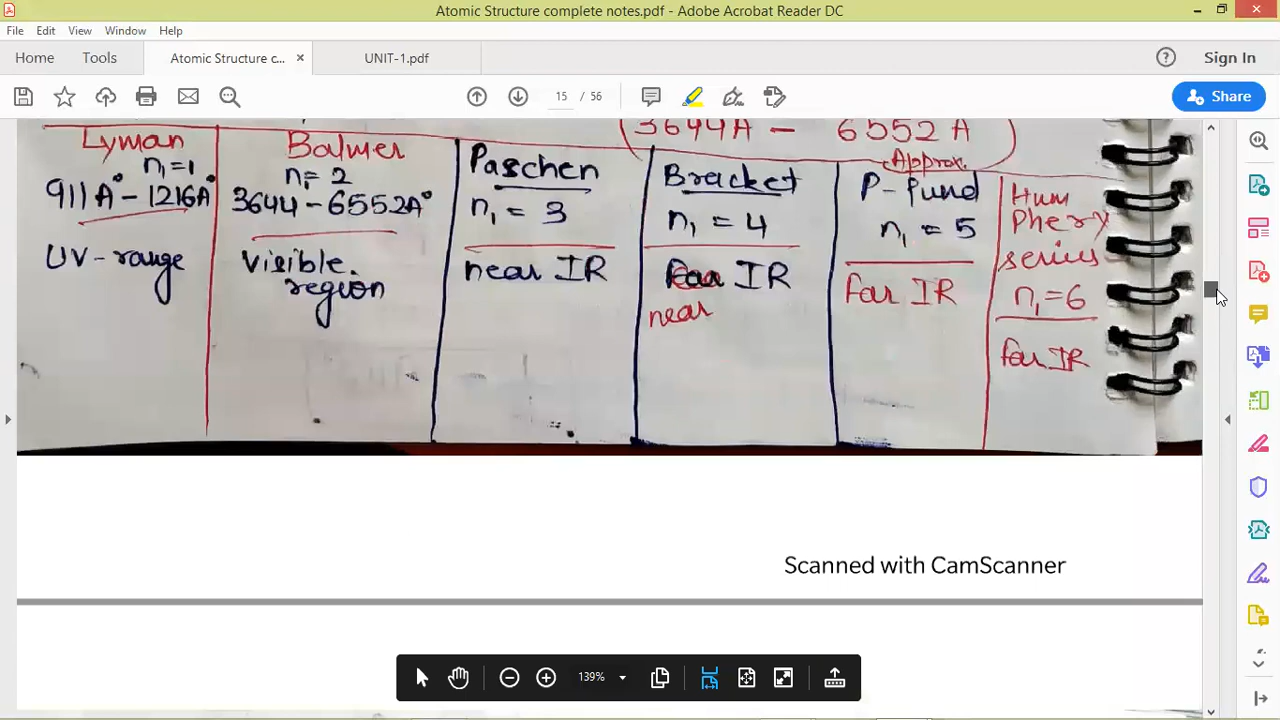 Atomic Structure complete notes.pdf - Adobe Acrobat Reader DC
File Edit View Window Help
Home Tools Atomic Structure c... × UNIT-1.pdf Sign In
15 / 56 Share
(3644A - 6552A)
Approx.
Lyman
n₁=1
911A° - 1216A°
UV-range
Balmer
n₁= 2
3644 - 6552A°
Visible.
region
Paschen
n₁ = 3
near IR
Bracket
n₁ = 4
far IR
near
P-fund
n₁ = 5
far IR
Hum
Phery
series
n₁=6
far IR
Scanned with CamScanner
139%